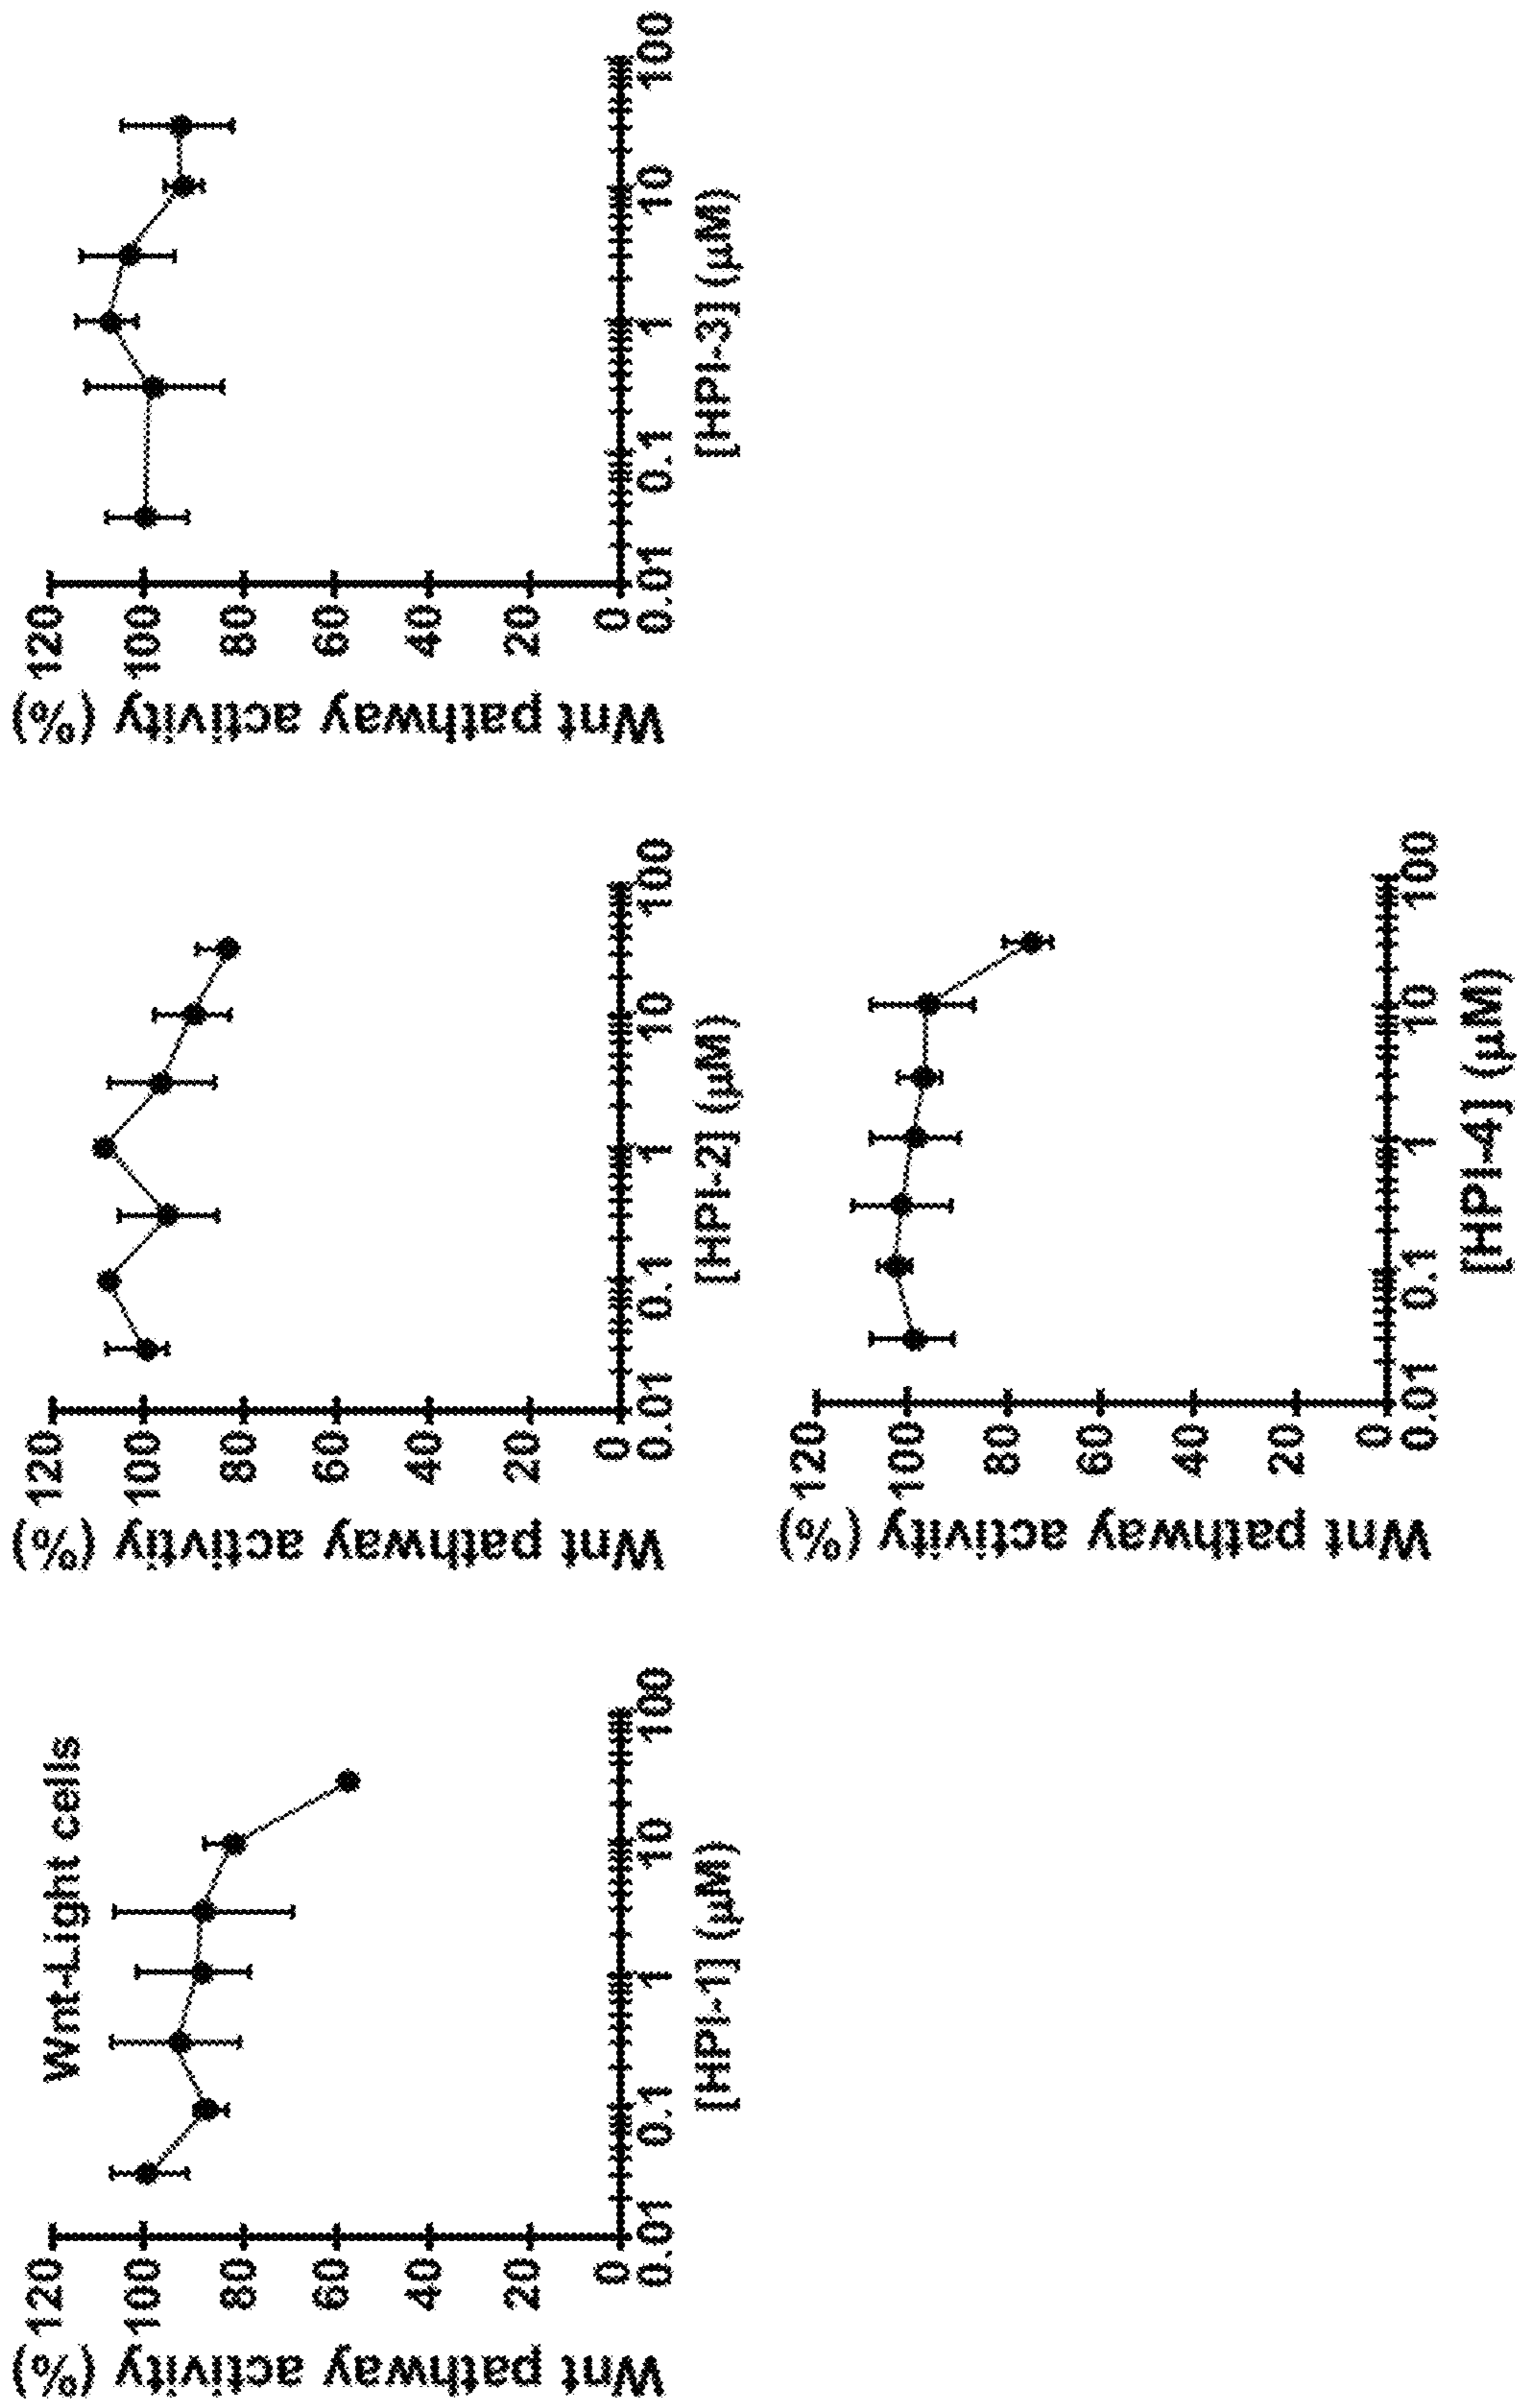 Wnt-Light cells
Wnt pathway activity (%)
120
100
80
60
40
20
0
0.01 0.1 1 10 100
[HPI-1] (µM)
Wnt pathway activtiy (%)
120
100
80
60
40
20
0
0.01 0.1 1 10 100
[HPI-2] (µM)
Wnt pathway activity (%)
120
100
80
60
40
20
0
0.01 0.1 1 10 100
[HPI-3] (µM)
Wnt pathway activity (%)
120
100
80
60
40
20
0
0.01 0.1 1 10 100
[HPI-4] (µM)